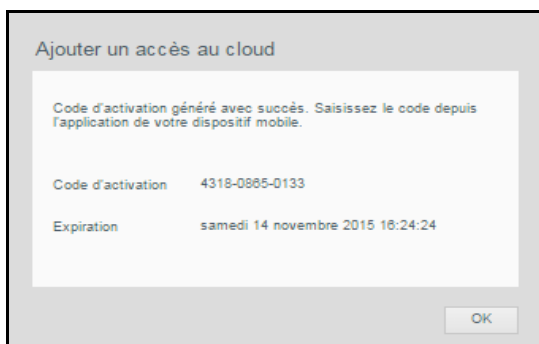 Ajouter un accès au cloud
Code d'activation généré avec succès. Saisissez le code depuis
l'application de votre dispositif mobile.
Code d'activation 4318-0865-0133
Expiration samedi 14 novembre 2015 16:24:24
OK